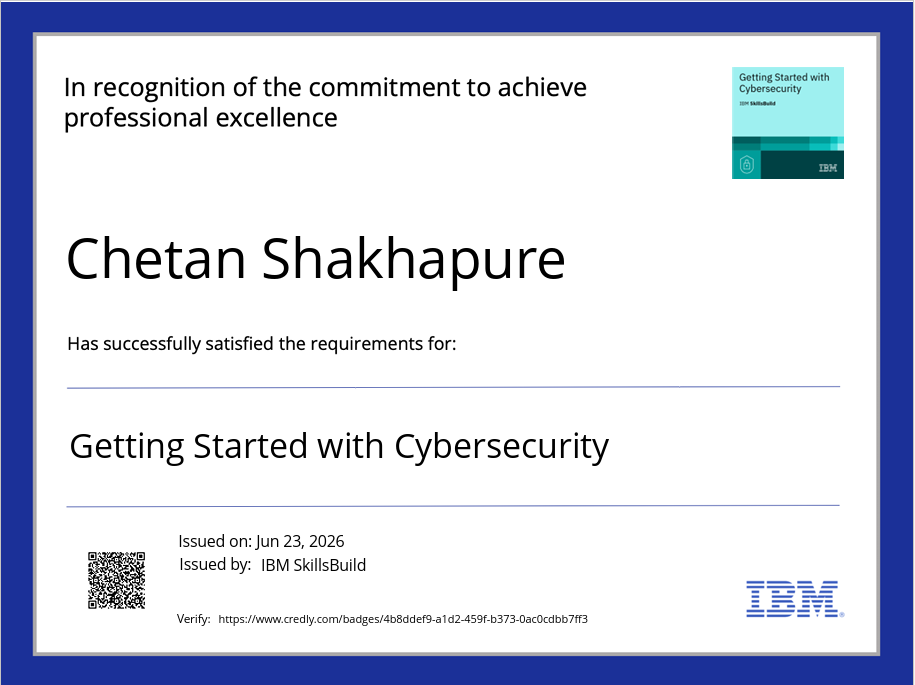 In recognition of the commitment to achieve
professional excellence
Getting Started with
Cybersecurity
IBM SkillsBuild
IBM
Chetan Shakhapure
Has successfully satisfied the requirements for:
Getting Started with Cybersecurity
Issued on: Jun 23, 2026
Issued by: IBM SkillsBuild
Verify: https://www.credly.com/badges/4b8ddef9-a1d2-459f-b373-0ac0cdbb7ff3
IBM®